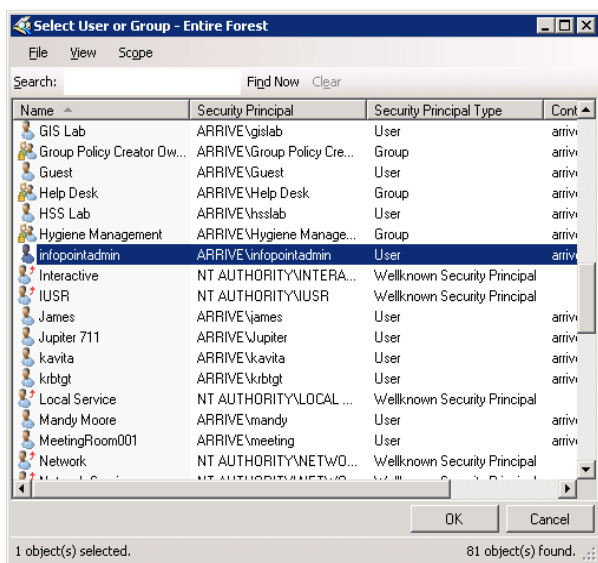 Select User or Group - Entire Forest
File View Scope
Search: Find Now Clear
Name Security Principal Security Principal Type Cont
GIS Lab ARRIVE\gislab User arriv
Group Policy Creator Ow... ARRIVE\Group Policy Cre... Group arriv
Guest ARRIVE\Guest User arriv
Help Desk ARRIVE\Help Desk Group arriv
HSS Lab ARRIVE\hsslab User arriv
Hygiene Management ARRIVE\Hygiene Manage... Group arriv
infopointadmin ARRIVE\infopointadmin User arriv
Interactive NT AUTHORITY\INTERA... Wellknown Security Principal
IUSR NT AUTHORITY\IUSR Wellknown Security Principal
James ARRIVE\james User arriv
Jupiter 711 ARRIVE\Jupiter User arriv
kavita ARRIVE\kavita User arriv
krbtgt ARRIVE\krbtgt User arriv
Local Service NT AUTHORITY\LOCAL ... Wellknown Security Principal
Mandy Moore ARRIVE\mandy User arriv
MeetingRoom001 ARRIVE\meeting User arriv
Network NT AUTHORITY\NETWO... Wellknown Security Principal
OK Cancel
1 object(s) selected. 81 object(s) found.